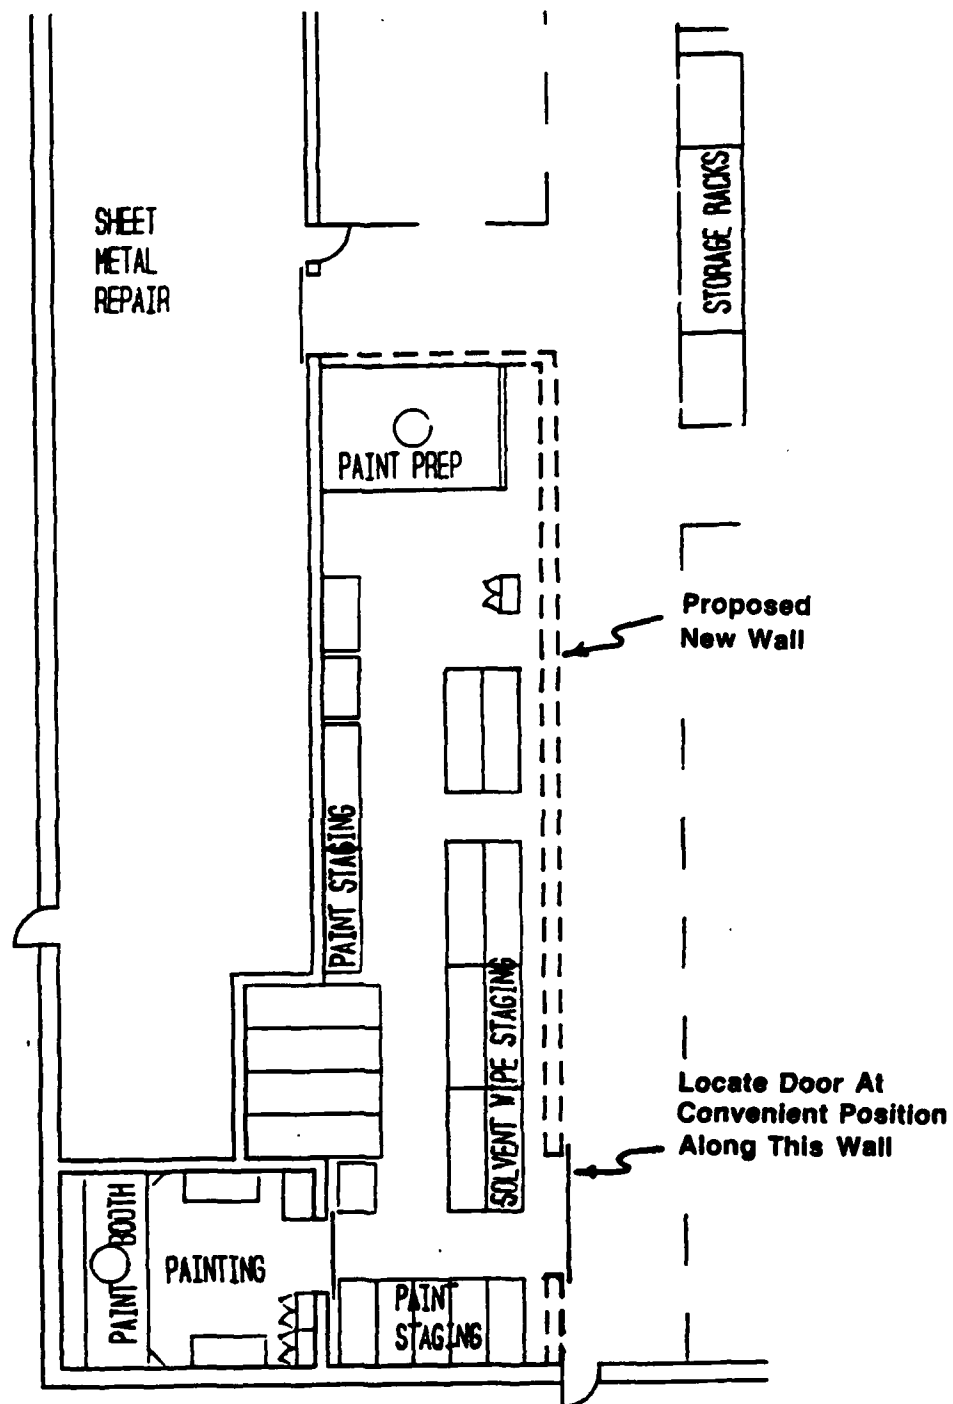 SHEET
METAL
REPAIR
STORAGE RACKS
PAINT PREP
Proposed
New Wall
PAINT STAGING
SOLVENT WIPE STAGING
Locate Door At
Convenient Position
Along This Wall
PAINT BOOTH
PAINTING
PAINT
STAGING